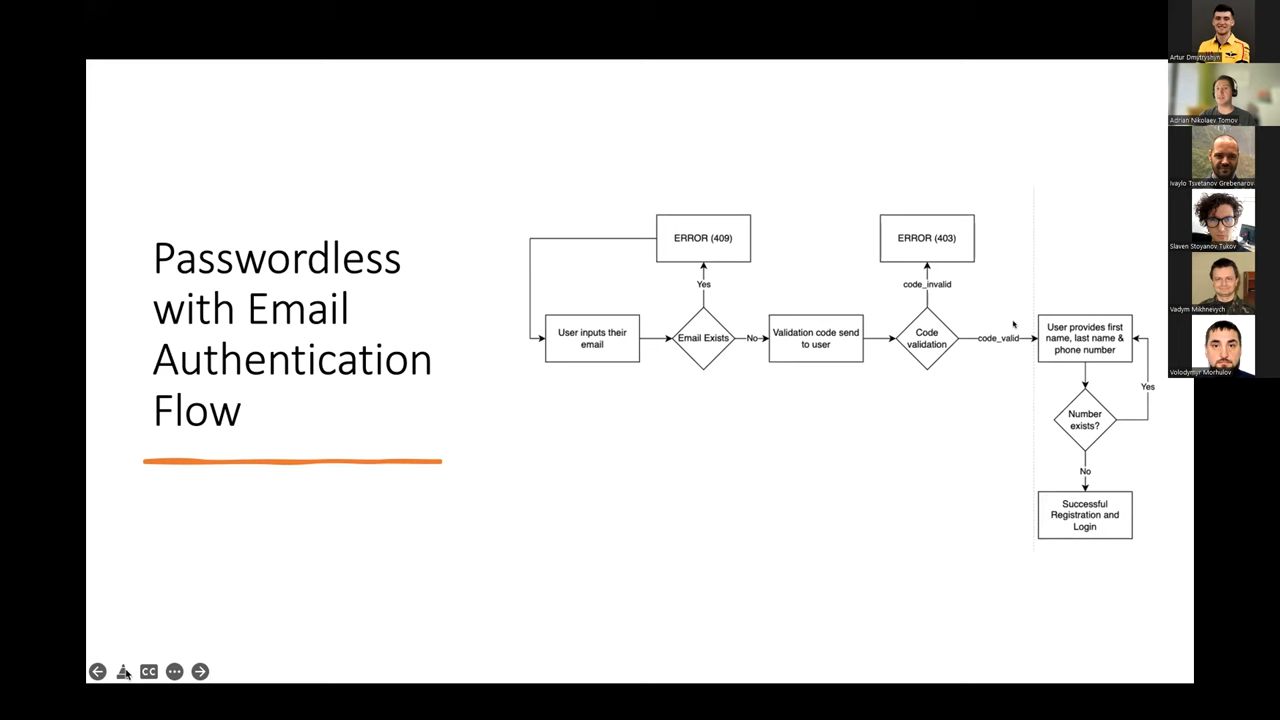 Passwordless
with Email
Authentication
Flow
ERROR (409)
ERROR (403)
Yes
code_invalid
User inputs their
email
Email Exists
No
Validation code send
to user
Code
validation
code_valid
User provides first
name, last name &
phone number
Yes
Number
exists?
No
Successful
Registration and
Login
CC
Artur Dmytryshyn
Adrian Nikolaev Tomov
Ivaylo Tsvetanov Grebenarov
Slaven Stoyanov Tukov
Vadym Mikhnevych
Volodymyr Morhulov